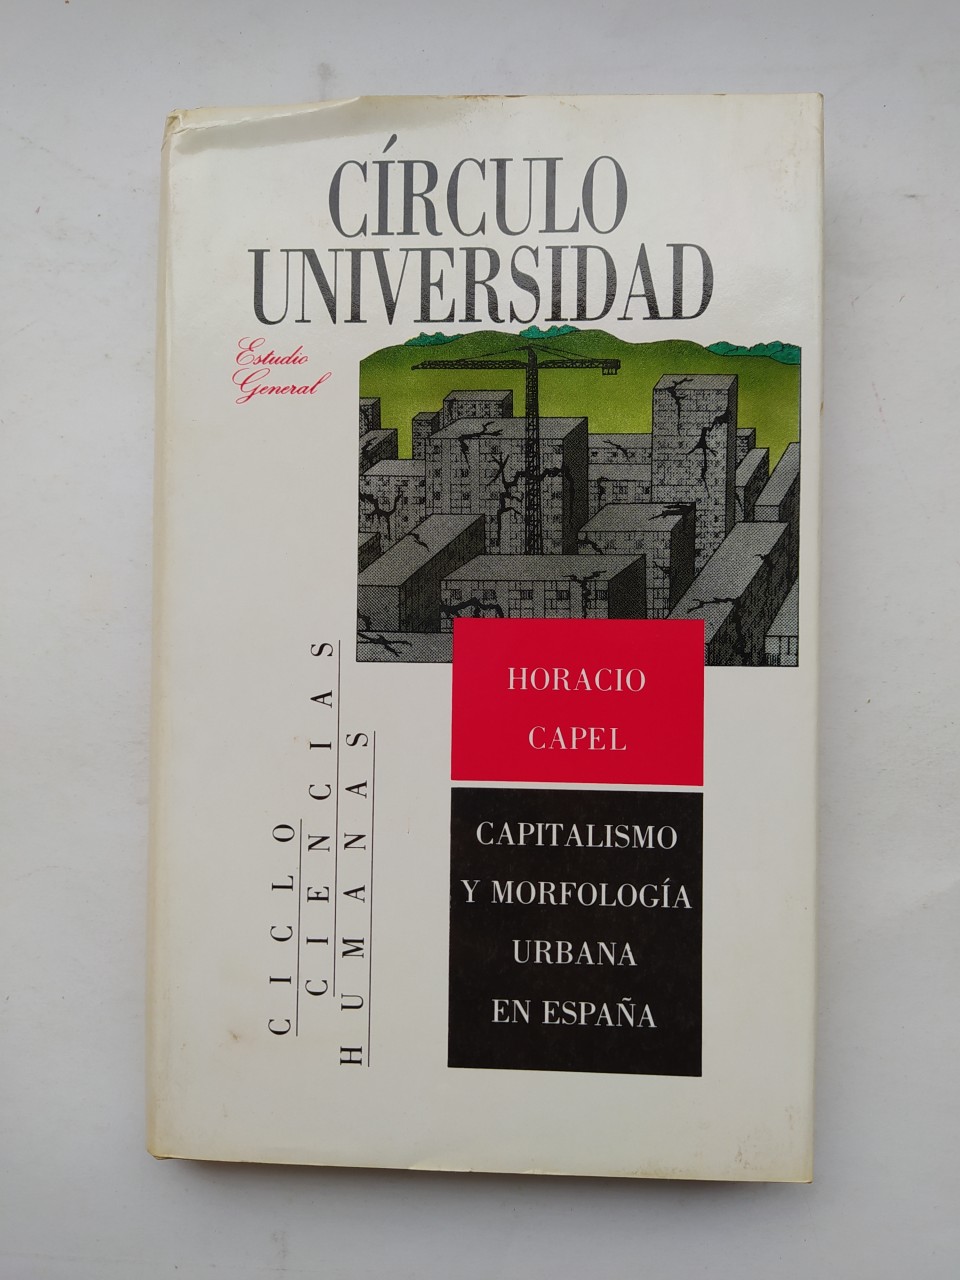 CÍRCULO
UNIVERSIDAD
Estudio
General
HORACIO
CAPEL
CAPITALISMO
Y MORFOLOGÍA
URBANA
EN ESPAÑA
CICLO
CIENCIAS
HUMANAS